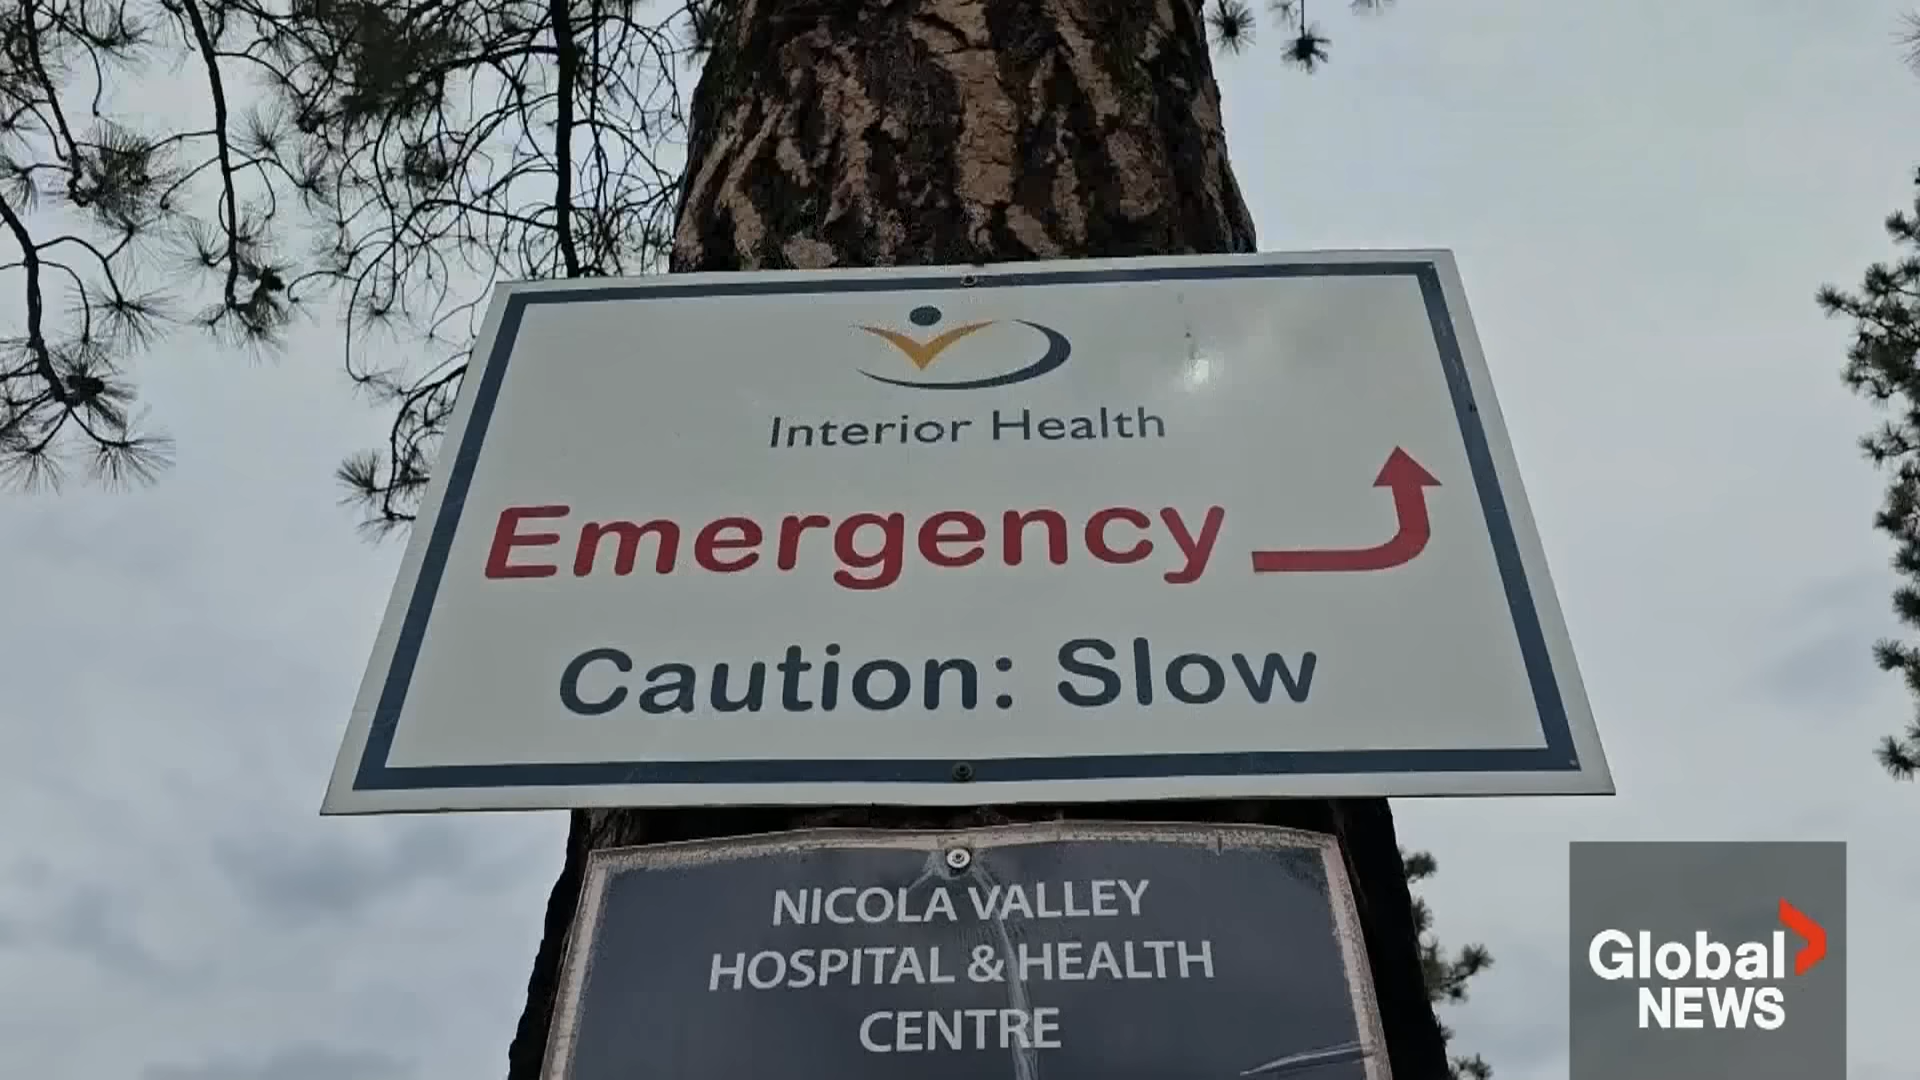 Interior Health
Emergency
Caution: Slow
NICOLA VALLEY
HOSPITAL & HEALTH
CENTRE
Global
NEWS